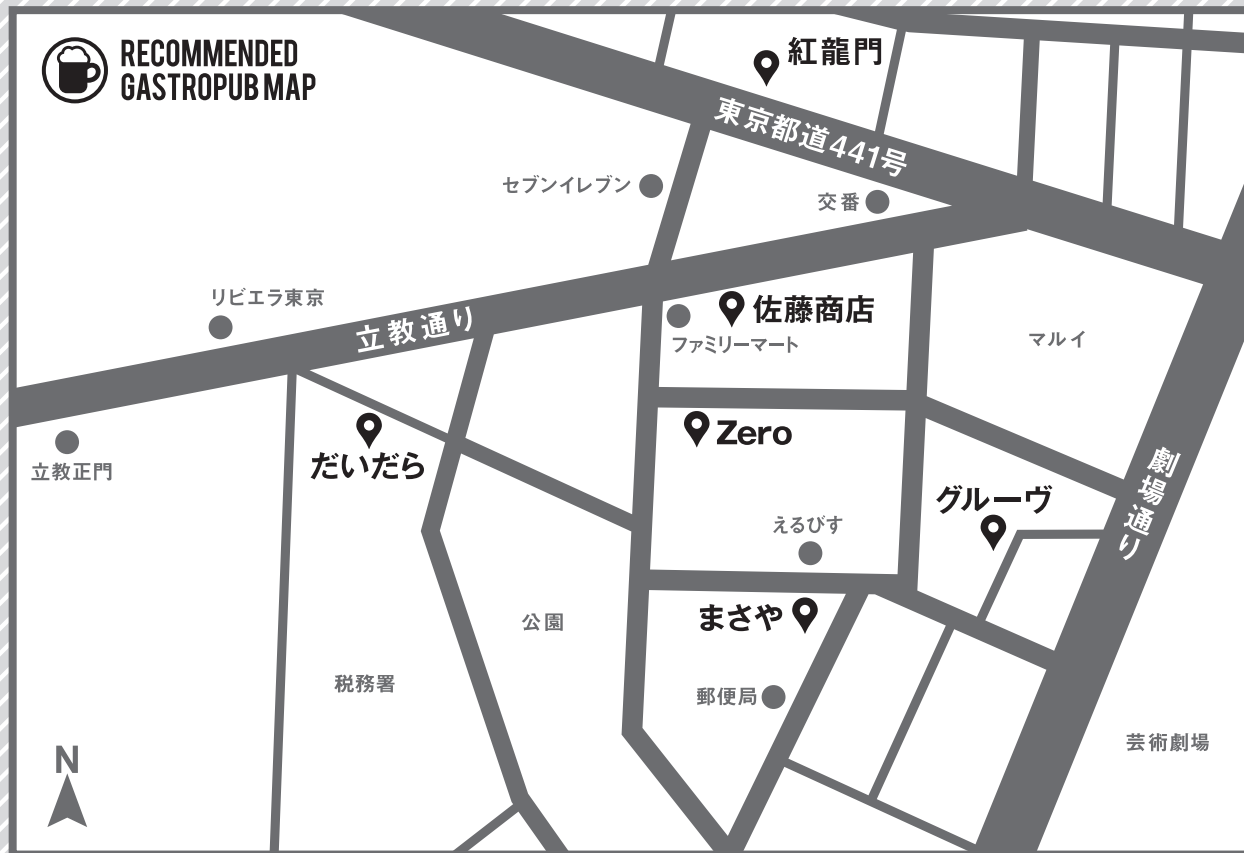 RECOMMENDED
GASTROPUB MAP
紅龍門
東京都道441号
セブンイレブン
交番
リビエラ東京
立教通り
佐藤商店
ファミリーマート
マルイ
立教正門
だいだら
Zero
劇場通り
グルーヴ
えるびす
まさや
公園
税務署
郵便局
芸術劇場
N